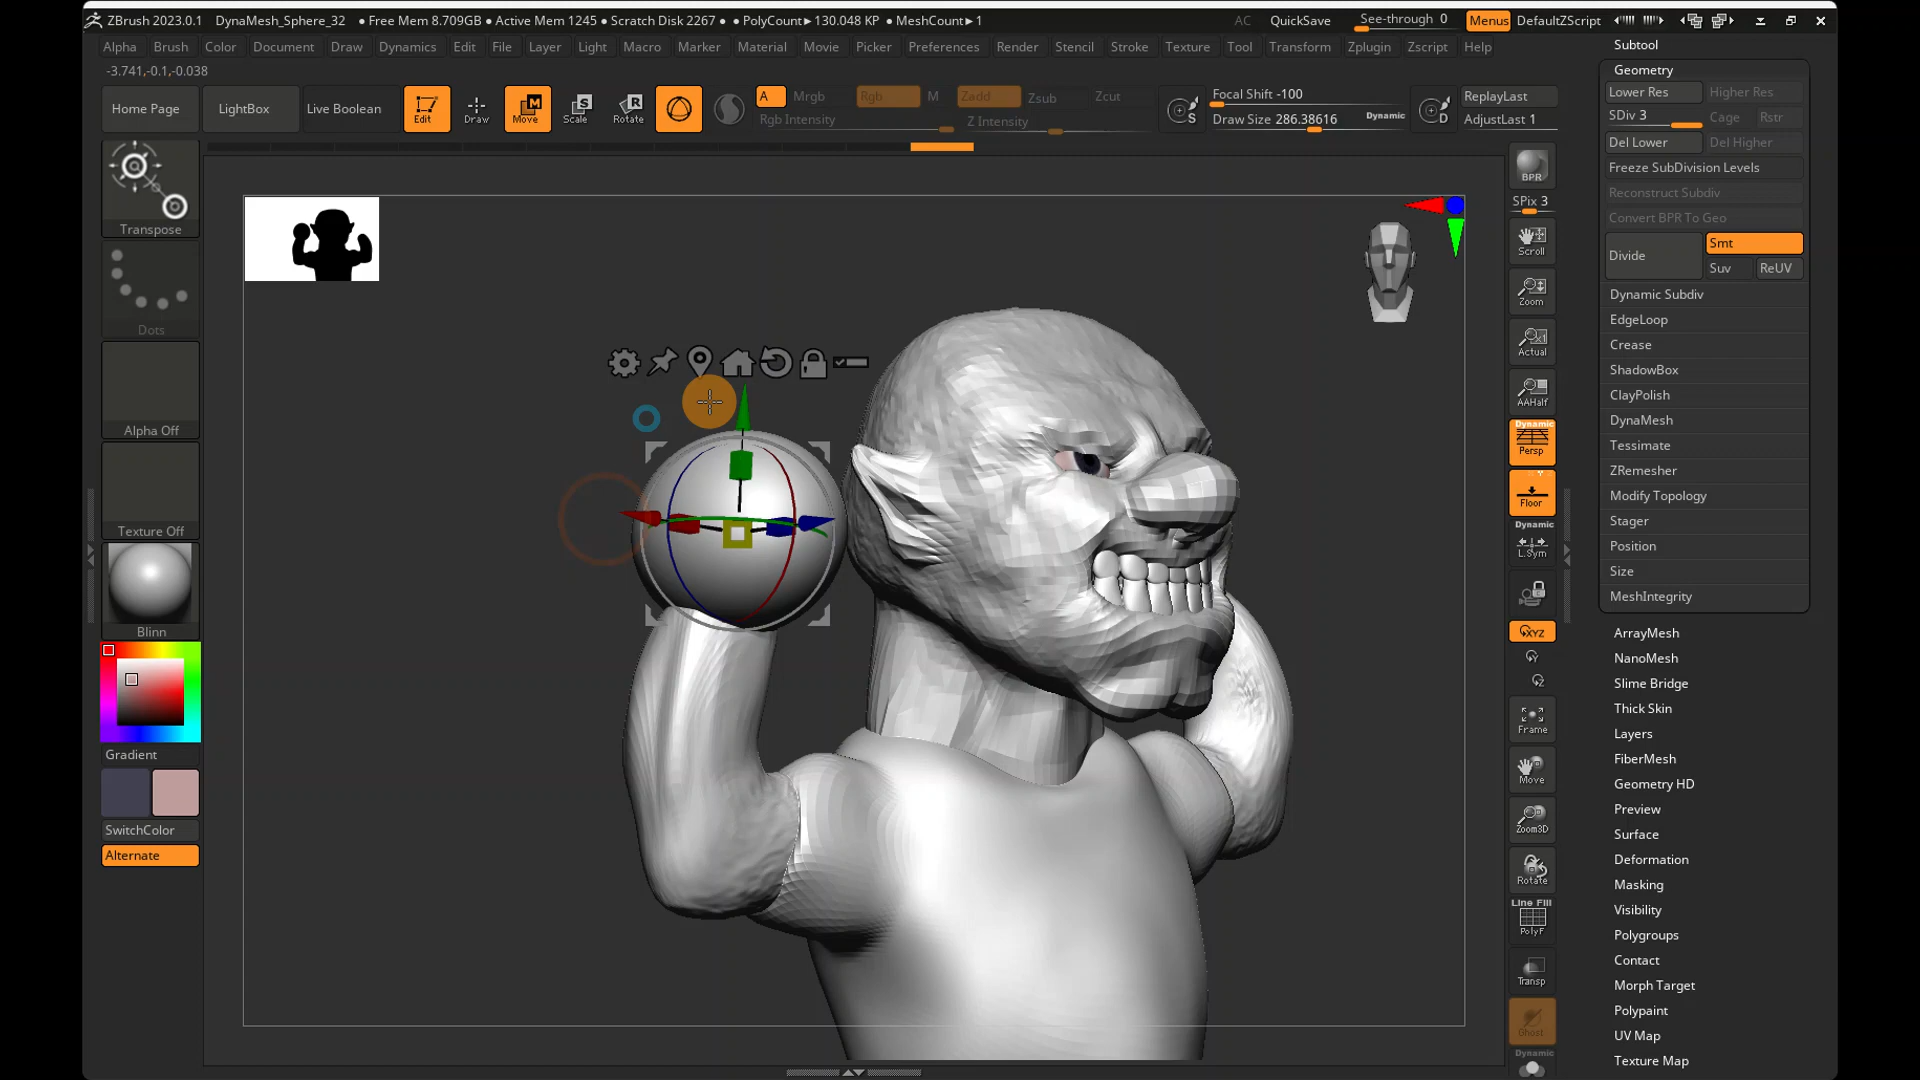 ZBrush 2023.0.1 DynaMesh_Sphere_32 ● Free Mem 8.709GB ● Active Mem 1245 ● Scratch Disk 2267 ● ● PolyCount► 130.048 KP ● MeshCount► 1 AC QuickSave See-through 0 Menus DefaultZScript
Alpha Brush Color Document Draw Dynamics Edit File Layer Light Macro Marker Material Movie Picker Preferences Render Stencil Stroke Texture Tool Transform Zplugin Zscript Help
-3.741,-0.1,-0.038
Home Page LightBox Live Boolean Edit Draw Move Scale Rotate
A Mrgb Rgb M Zadd Zsub Zcut
Rgb Intensity Z Intensity
S Focal Shift -100
Draw Size 286.38616 Dynamic D
ReplayLast
AdjustLast 1
Transpose
Dots
Alpha Off
Texture Off
Blinn
Gradient
SwitchColor
Alternate
BPR
SPix 3
Scroll
Zoom
Actual
AAHalf
Dynamic
Persp
Floor
Dynamic
L.Sym
XYZ
Y
Z
Frame
Move
Zoom3D
Rotate
Line Fill
PolyF
Transp
Ghost
Dynamic
Subtool
Geometry
Lower Res Higher Res
SDiv 3 Cage Rstr
Del Lower Del Higher
Freeze SubDivision Levels
Reconstruct Subdiv
Convert BPR To Geo
Divide Smt
Suv ReUV
Dynamic Subdiv
EdgeLoop
Crease
ShadowBox
ClayPolish
DynaMesh
Tessimate
ZRemesher
Modify Topology
Stager
Position
Size
MeshIntegrity
ArrayMesh
NanoMesh
Slime Bridge
Thick Skin
Layers
FiberMesh
Geometry HD
Preview
Surface
Deformation
Masking
Visibility
Polygroups
Contact
Morph Target
Polypaint
UV Map
Texture Map